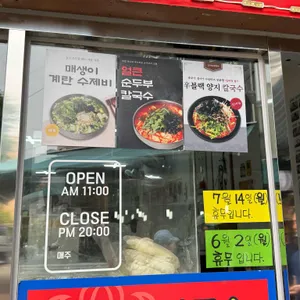 매생이
계란 수제비
얼큰
순두부
칼국수
우블랙 양지 칼국수
OPEN
AM 11:00
CLOSE
PM 20:00
매주
7월 14일(월)
휴무입니다.
6월 2일(월)
휴무입니다.